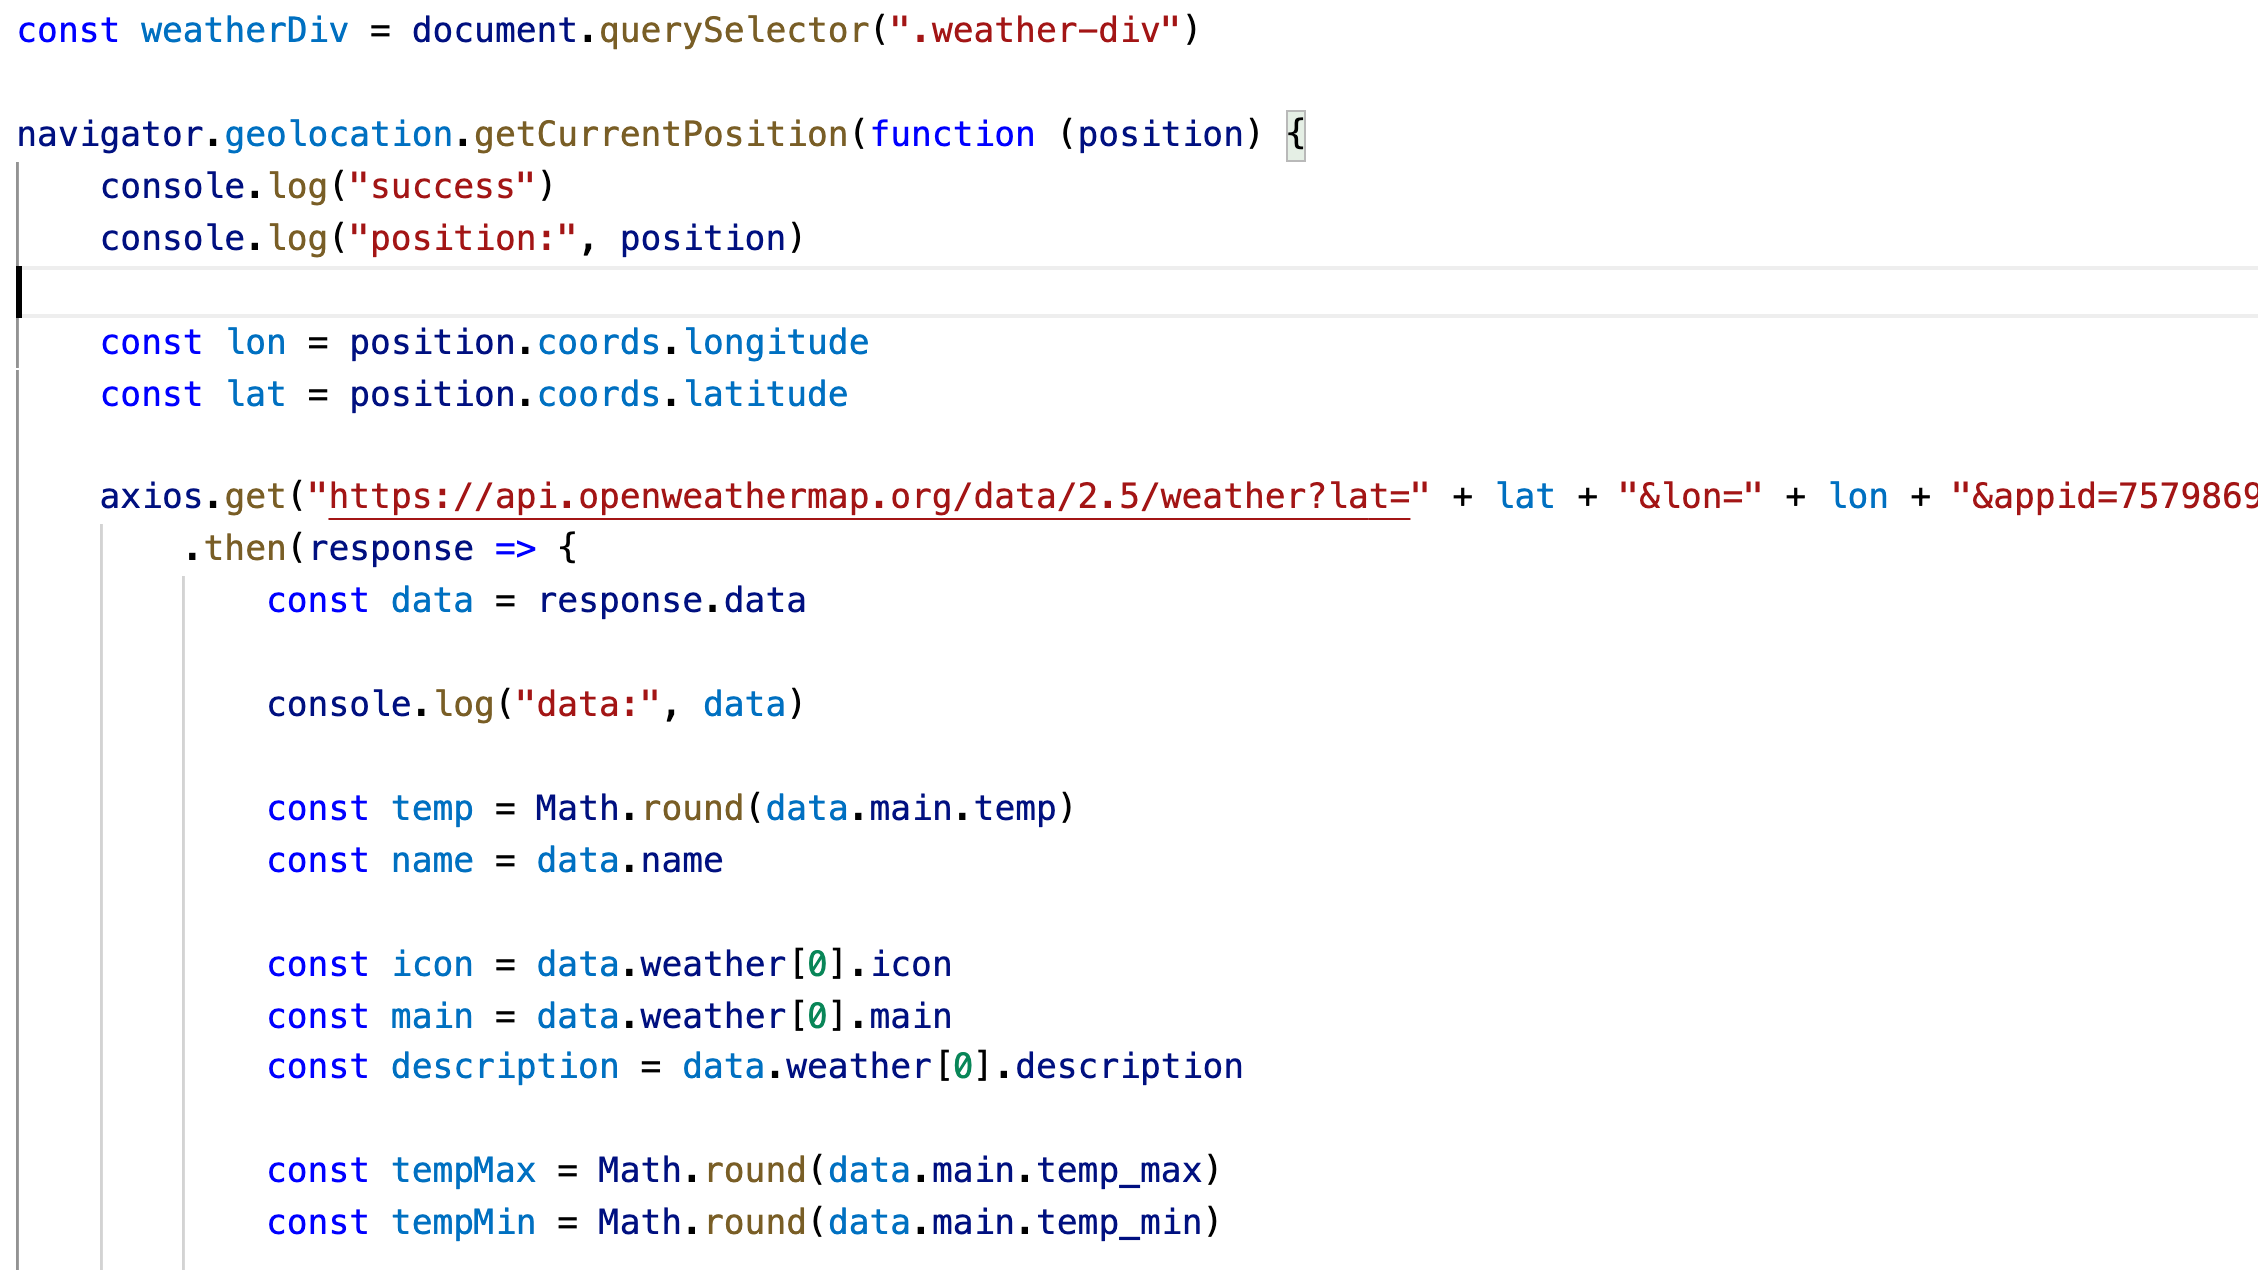 const weatherDiv = document.querySelector(".weather-div")
navigator.geolocation.getCurrentPosition(function (position) {
console.log("success")
console.log("position:", position)
const lon = position.coords.longitude
const lat = position.coords.latitude
axios.get("https://api.openweathermap.org/data/2.5/weather?lat=" + lat + "&lon=" + lon + "&appid=7579869
.then(response => {
const data = response.data
console.log("data:", data)
const temp = Math.round(data.main.temp)
const name = data.name
const icon = data.weather[0].icon
const main = data.weather[0].main
const description = data.weather[0].description
const tempMax = Math.round(data.main.temp_max)
const tempMin = Math.round(data.main.temp_min)